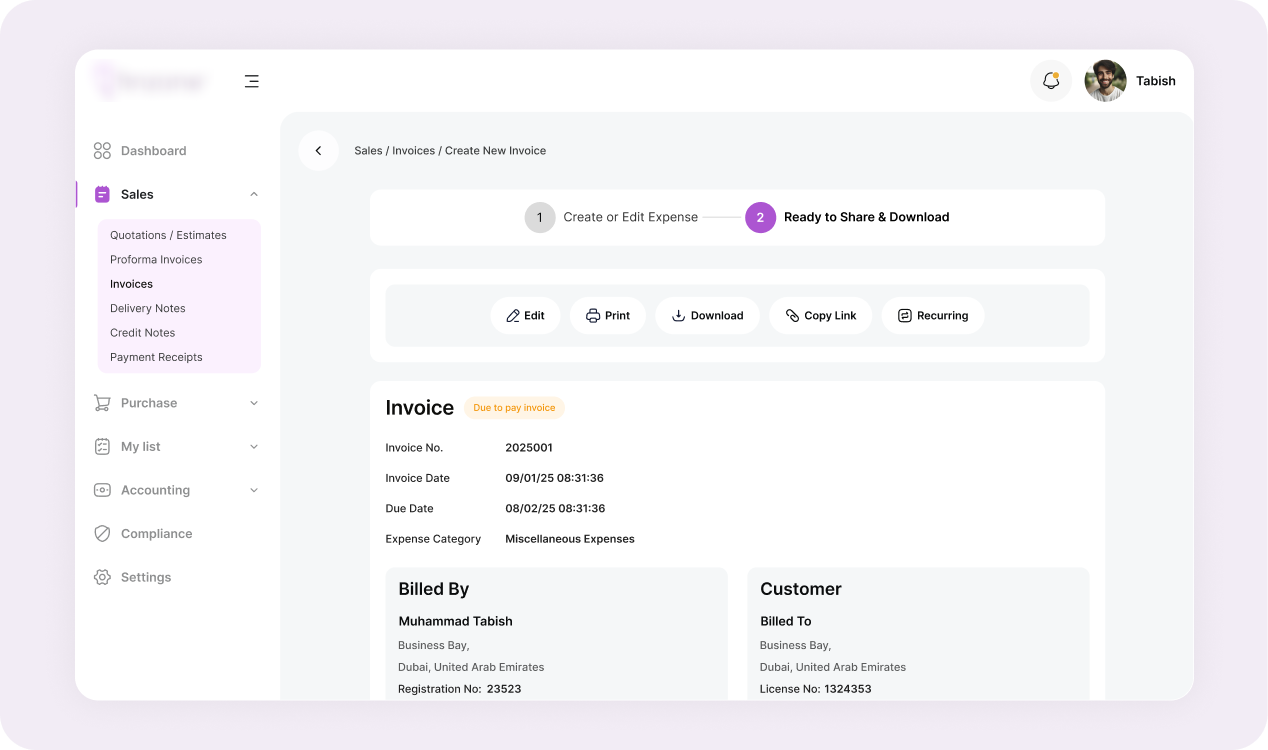 Tabish
Dashboard
Sales
Quotations / Estimates
Proforma Invoices
Invoices
Delivery Notes
Credit Notes
Payment Receipts
Purchase
My list
Accounting
Compliance
Settings
Sales / Invoices / Create New Invoice
1 Create or Edit Expense 2 Ready to Share & Download
Edit Print Download Copy Link Recurring
Invoice Due to pay invoice
Invoice No. 2025001
Invoice Date 09/01/25 08:31:36
Due Date 08/02/25 08:31:36
Expense Category Miscellaneous Expenses
Billed By
Muhammad Tabish
Business Bay,
Dubai, United Arab Emirates
Registration No: 23523
Customer
Billed To
Business Bay,
Dubai, United Arab Emirates
License No: 1324353